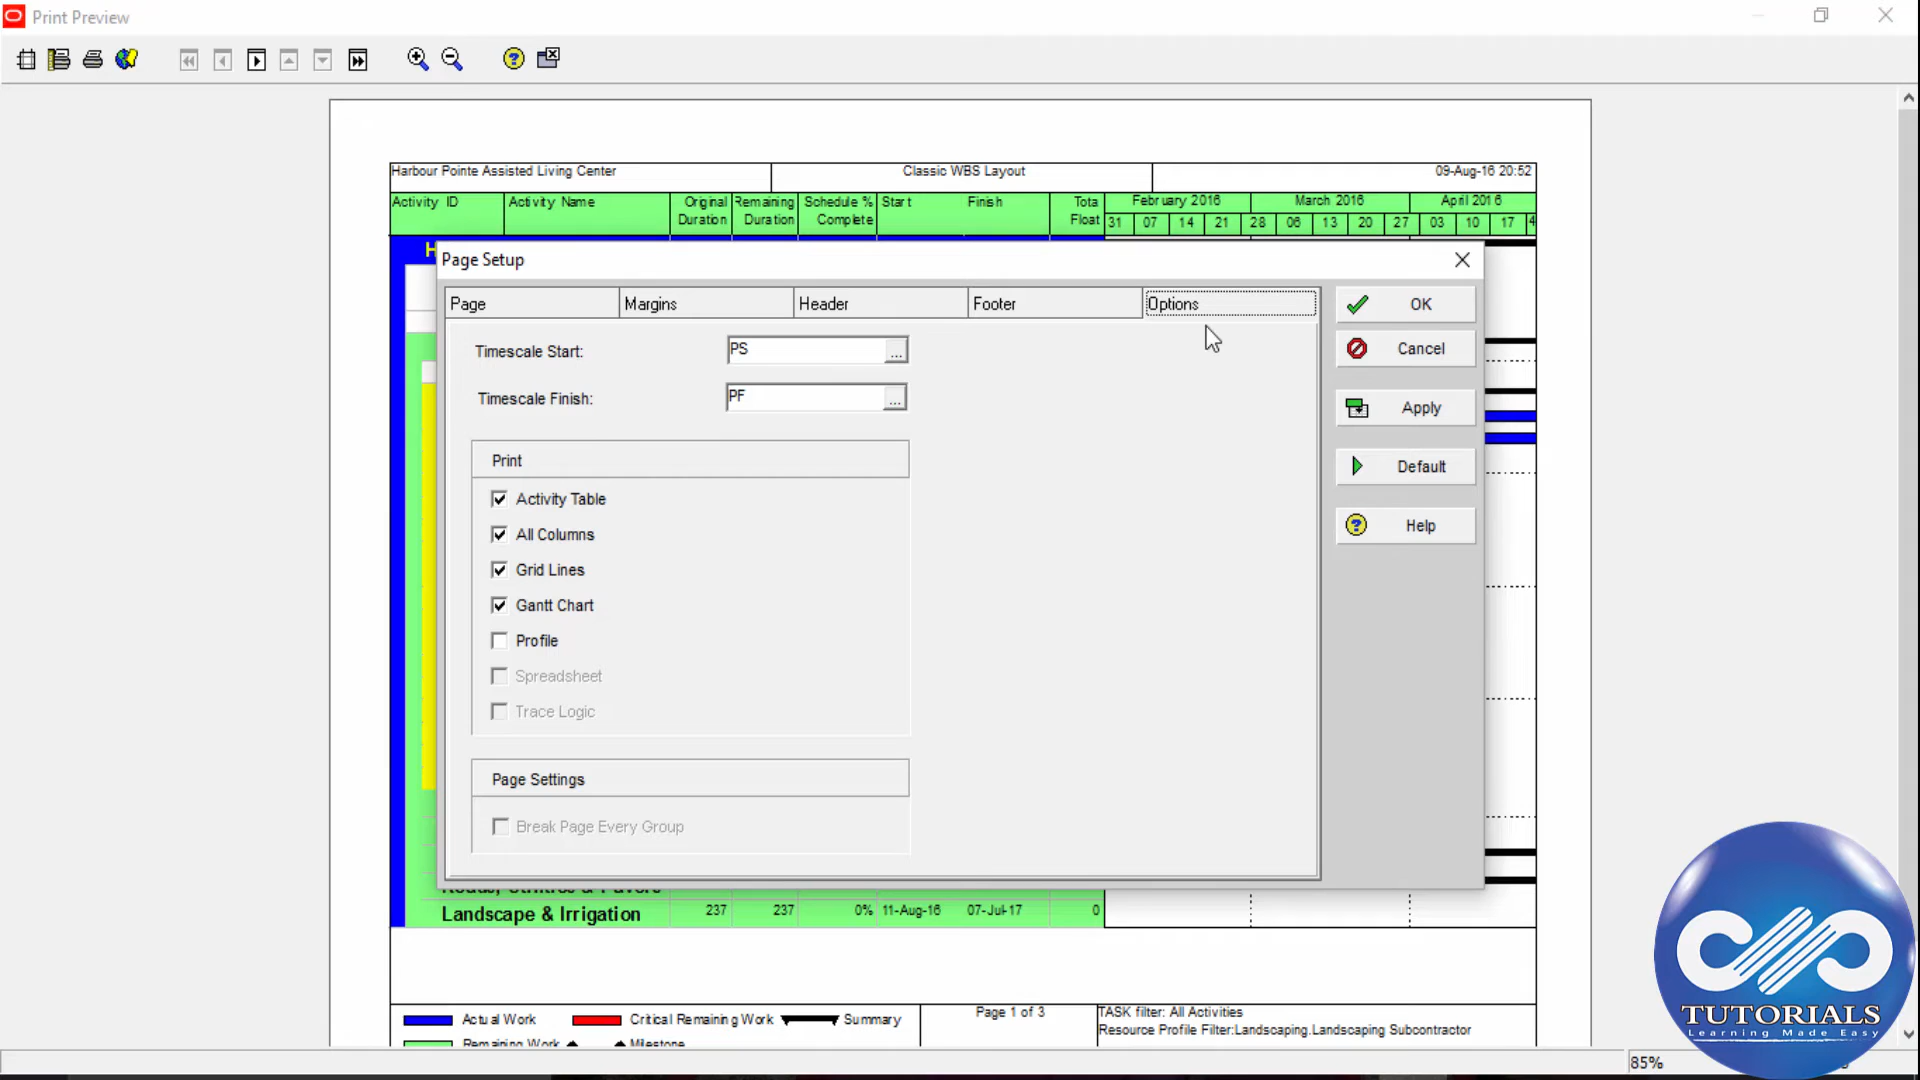 Print Preview
Harbour Pointe Assisted Living Center
Classic WBS Layout
09-Aug-16 20:52
Activity ID
Activity Name
Original Duration
Remaining Duration
Schedule % Complete
Start
Finish
Tota
Float
February 2016
March 2016
April 2016
31 07 14 21 28 06 13 20 27 03 10 17
H
Page Setup
Page
Margins
Header
Footer
Options
OK
Timescale Start:
PS
...
Cancel
Timescale Finish:
PF
...
Apply
Print
Default
Activity Table
All Columns
Help
Grid Lines
Gantt Chart
Profile
Spreadsheet
Trace Logic
Page Settings
Break Page Every Group
Landscape & Irrigation 237 237 0% 11-Aug-16 07-Jul-17 0
Actual Work
Critical Remaining Work
Summary
Page 1 of 3
TASK filter: All Activities
Resource Profile Filter:Landscaping.Landscaping Subcontractor
Remaining Work
Milestone
TUTORIALS
Learning Made Easy
85%